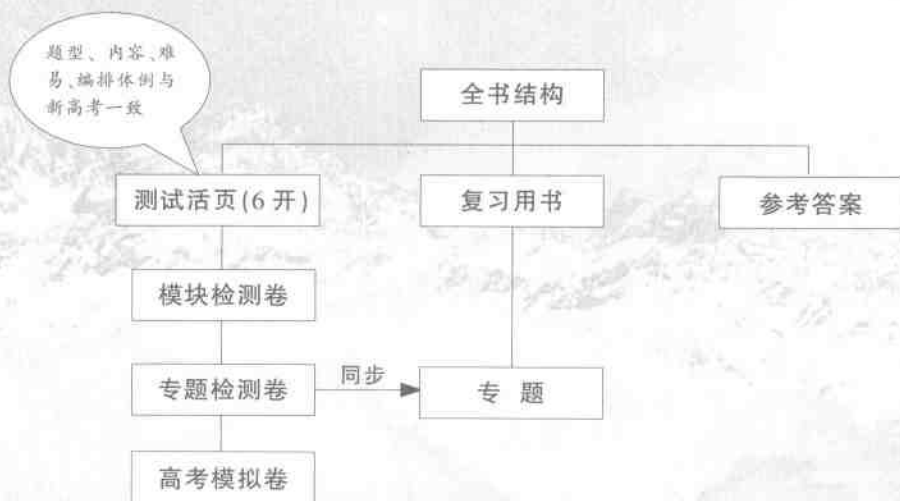 题型、内容、难
易、编排体例与
新高考一致
全书结构
测试活页(6开)
复习用书
参考答案
模块检测卷
专题检测卷
同步
专 题
高考模拟卷